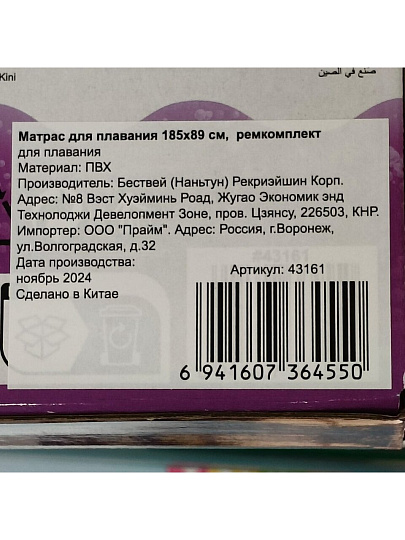 Kini
صنع في الصين
Матрас для плавания 185х89 см, ремкомплект
для плавания
Материал: ПВХ
Производитель: Бествей (Наньтун) Рекриэйшин Корп.
Адрес: №8 Вэст Хуэйминь Роад, Жугао Экономик энд
Технолоджи Девелопмент Зоне, пров. Цзянсу, 226503, КНР.
Импортер: ООО "Прайм". Адрес: Россия, г.Воронеж,
ул.Волгоградская, д.32
Дата производства:
ноябрь 2024
Сделано в Китае
#43161
Артикул: 43161
6 941607 364550